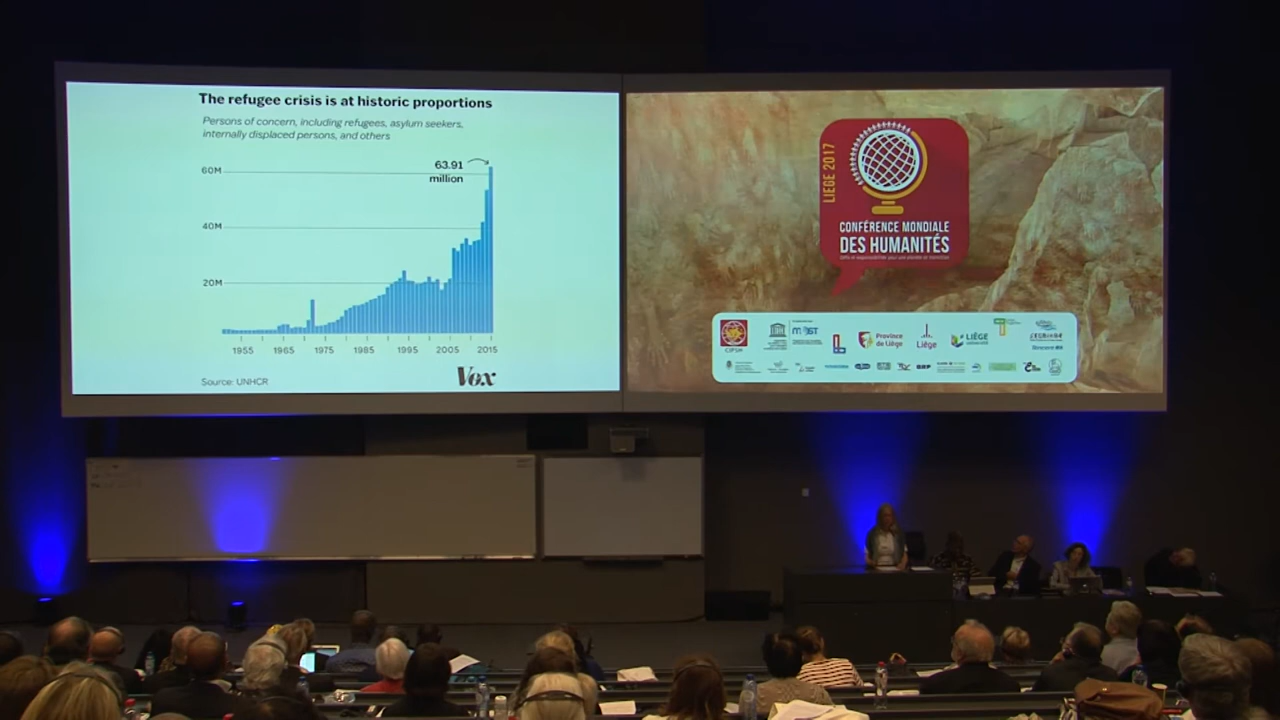 The refugee crisis is at historic proportions
Persons of concern, including refugees, asylum seekers,
internally displaced persons, and others
63.91
million
60M
40M
20M
1955 1965 1975 1985 1995 2005 2015
Source: UNHCR
Vox
LIEGE 2017
CONFÉRENCE MONDIALE
DES HUMANITÉS
CIPSH
Province
de Liège
Liège
LIÈGE